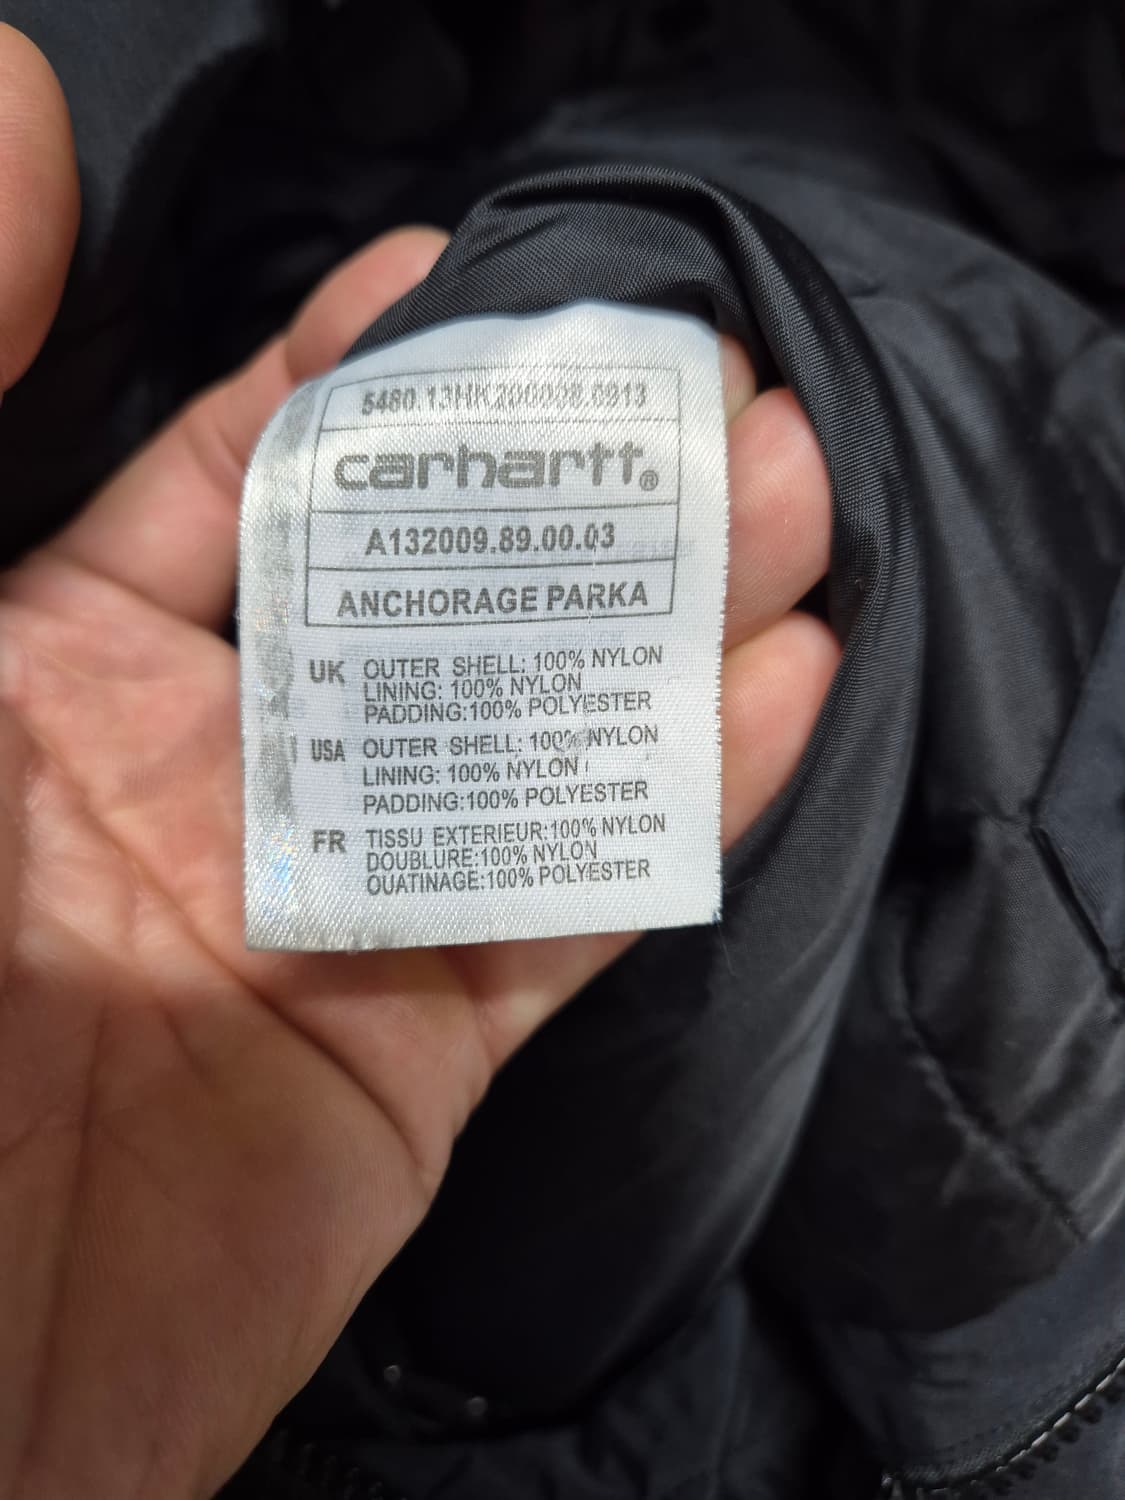 5480.13HK200008.0913
carhartt®
A132009.89.00.03
ANCHORAGE PARKA
UK OUTER SHELL: 100% NYLON
LINING: 100% NYLON
PADDING:100% POLYESTER
USA OUTER SHELL: 100% NYLON
LINING: 100% NYLON
PADDING:100% POLYESTER
FR TISSU EXTERIEUR:100% NYLON
DOUBLURE:100% NYLON
OUATINAGE:100% POLYESTER